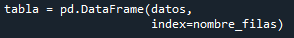 tabla = pd.DataFrame(datos,
index=nombre_filas)